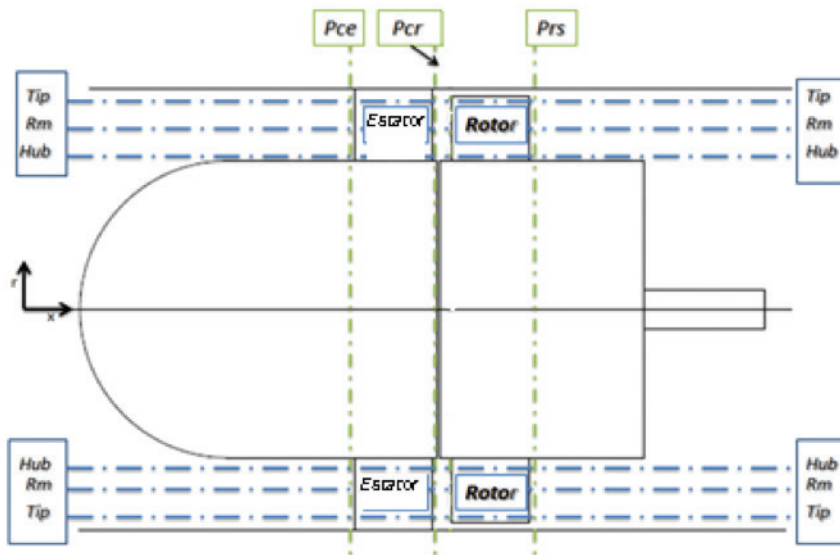 Pce Pcr Prs
Tip Tip
Rm Estator Rotor Rm
Hub Hub
r
x
Hub Hub
Rm Estator Rotor Rm
Tip Tip